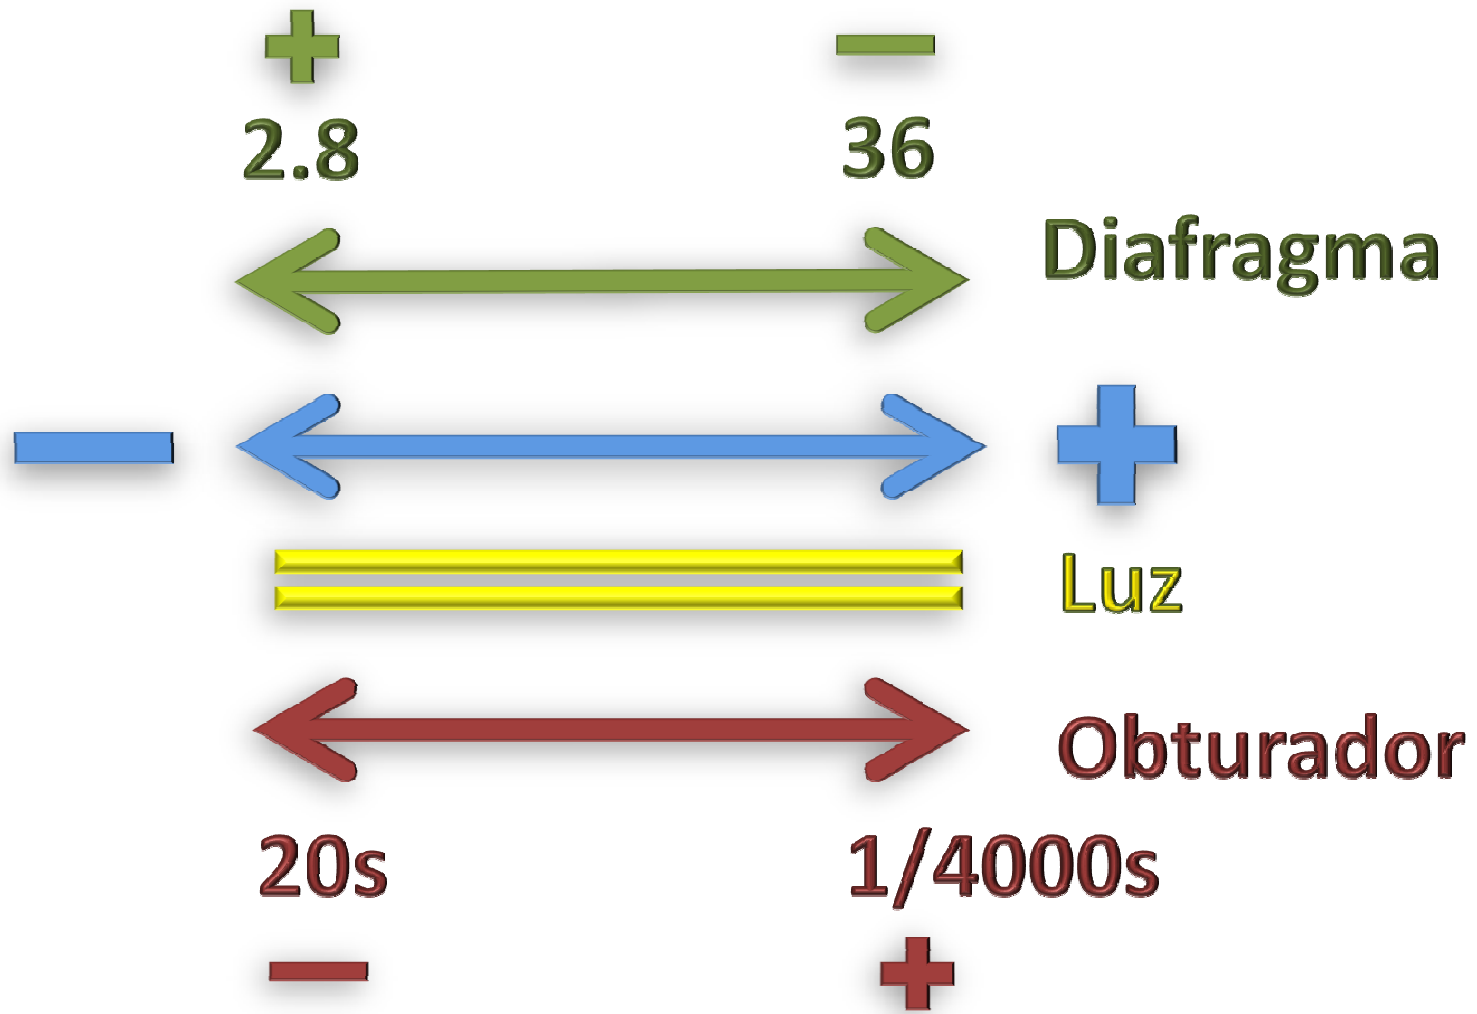 + −
2.8 36
Diafragma
− +
Luz
Obturador
20s 1/4000s
− +